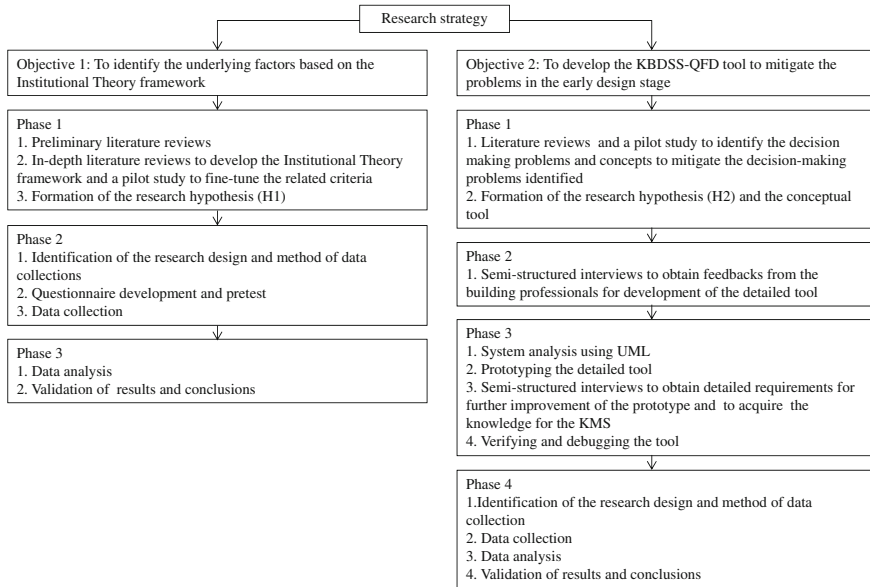 Research strategy
Objective 1: To identify the underlying factors based on the
Institutional Theory framework
Phase 1
1. Preliminary literature reviews
2. In-depth literature reviews to develop the Institutional Theory
framework and a pilot study to fine-tune the related criteria
3. Formation of the research hypothesis (H1)
Phase 2
1. Identification of the research design and method of data
collections
2. Questionnaire development and pretest
3. Data collection
Phase 3
1. Data analysis
2. Validation of results and conclusions
Objective 2: To develop the KBDSS-QFD tool to mitigate the
problems in the early design stage
Phase 1
1. Literature reviews and a pilot study to identify the decision
making problems and concepts to mitigate the decision-making
problems identified
2. Formation of the research hypothesis (H2) and the conceptual
tool
Phase 2
1. Semi-structured interviews to obtain feedbacks from the
building professionals for development of the detailed tool
Phase 3
1. System analysis using UML
2. Prototyping the detailed tool
3. Semi-structured interviews to obtain detailed requirements for
further improvement of the prototype and to acquire the
knowledge for the KMS
4. Verifying and debugging the tool
Phase 4
1.Identification of the research design and method of data
collection
2. Data collection
3. Data analysis
4. Validation of results and conclusions